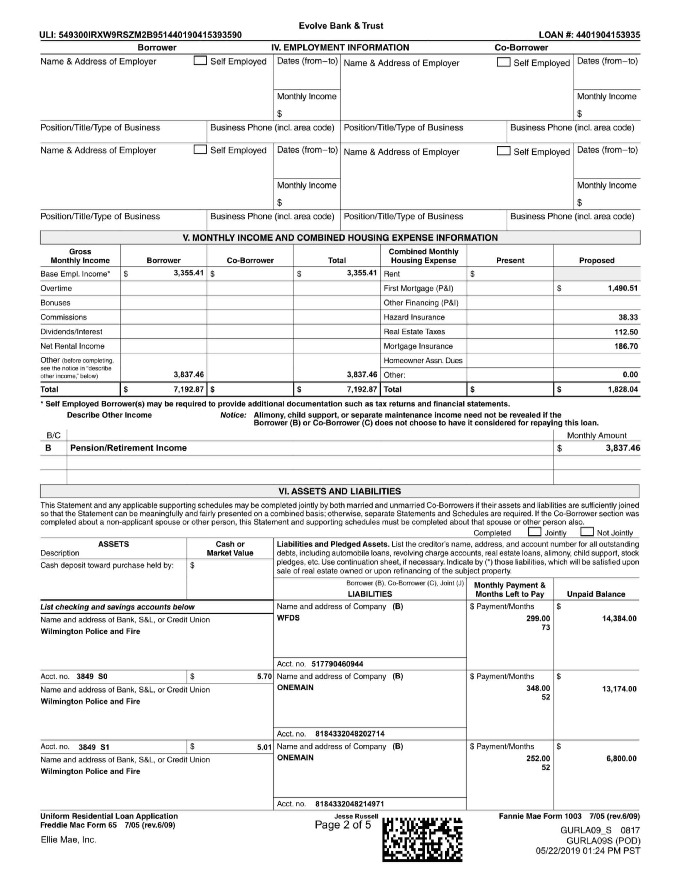 Evolve Bank & Trust
ULI: 549300IRXW9RSZM2B951440190415393590 LOAN #: 4401904153935
Borrower IV. EMPLOYMENT INFORMATION Co-Borrower
Name & Address of Employer Self Employed Dates (from–to) Name & Address of Employer Self Employed Dates (from–to)
Monthly Income Monthly Income
$ $
Position/Title/Type of Business Business Phone (incl. area code) Position/Title/Type of Business Business Phone (incl. area code)
Name & Address of Employer Self Employed Dates (from–to) Name & Address of Employer Self Employed Dates (from–to)
Monthly Income Monthly Income
$ $
Position/Title/Type of Business Business Phone (incl. area code) Position/Title/Type of Business Business Phone (incl. area code)
V. MONTHLY INCOME AND COMBINED HOUSING EXPENSE INFORMATION
Gross Combined Monthly
Monthly Income Borrower Co-Borrower Total Housing Expense Present Proposed
Base Empl. Income* $ 3,355.41 $ $ 3,355.41 Rent $
Overtime First Mortgage (P&I) $ 1,490.51
Bonuses Other Financing (P&I)
Commissions Hazard Insurance 38.33
Dividends/Interest Real Estate Taxes 112.50
Net Rental Income Mortgage Insurance 186.70
Other (before completing, Homeowner Assn. Dues
see the notice in "describe
other income," below) 3,837.46 3,837.46 Other: 0.00
Total $ 7,192.87 $ $ 7,192.87 Total $ $ 1,828.04
* Self Employed Borrower(s) may be required to provide additional documentation such as tax returns and financial statements.
Describe Other Income Notice: Alimony, child support, or separate maintenance income need not be revealed if the
Borrower (B) or Co-Borrower (C) does not choose to have it considered for repaying this loan.
B/C Monthly Amount
B Pension/Retirement Income $ 3,837.46
VI. ASSETS AND LIABILITIES
This Statement and any applicable supporting schedules may be completed jointly by both married and unmarried Co-Borrowers if their assets and liabilities are sufficiently joined
so that the Statement can be meaningfully and fairly presented on a combined basis; otherwise, separate Statements and Schedules are required. If the Co-Borrower section was
completed about a non-applicant spouse or other person, this Statement and supporting schedules must be completed about that spouse or other person also.
Completed Jointly Not Jointly
ASSETS Cash or Liabilities and Pledged Assets. List the creditor's name, address, and account number for all outstanding
Description Market Value debts, including automobile loans, revolving charge accounts, real estate loans, alimony, child support, stock
Cash deposit toward purchase held by: $ pledges, etc. Use continuation sheet, if necessary. Indicate by (*) those liabilities, which will be satisfied upon
sale of real estate owned or upon refinancing of the subject property.
Borrower (B), Co-Borrower (C), Joint (J) Monthly Payment &
LIABILITIES Months Left to Pay Unpaid Balance
List checking and savings accounts below Name and address of Company (B) $ Payment/Months $
Name and address of Bank, S&L, or Credit Union WFDS 299.00 14,384.00
Wilmington Police and Fire 73
Acct. no. 517790460944
Acct. no. 3849 S0 $ 5.70 Name and address of Company (B) $ Payment/Months $
Name and address of Bank, S&L, or Credit Union ONEMAIN 348.00 13,174.00
Wilmington Police and Fire 52
Acct. no. 8184332048202714
Acct. no. 3849 S1 $ 5.01 Name and address of Company (B) $ Payment/Months $
Name and address of Bank, S&L, or Credit Union ONEMAIN 252.00 6,800.00
Wilmington Police and Fire 52
Acct. no. 8184332048214971
Uniform Residential Loan Application Jesse Russell Fannie Mae Form 1003 7/05 (rev.6/09)
Freddie Mac Form 65 7/05 (rev.6/09) Page 2 of 5
Ellie Mae, Inc. GURLA09_S 0817
GURLA09S (POD)
05/22/2019 01:24 PM PST